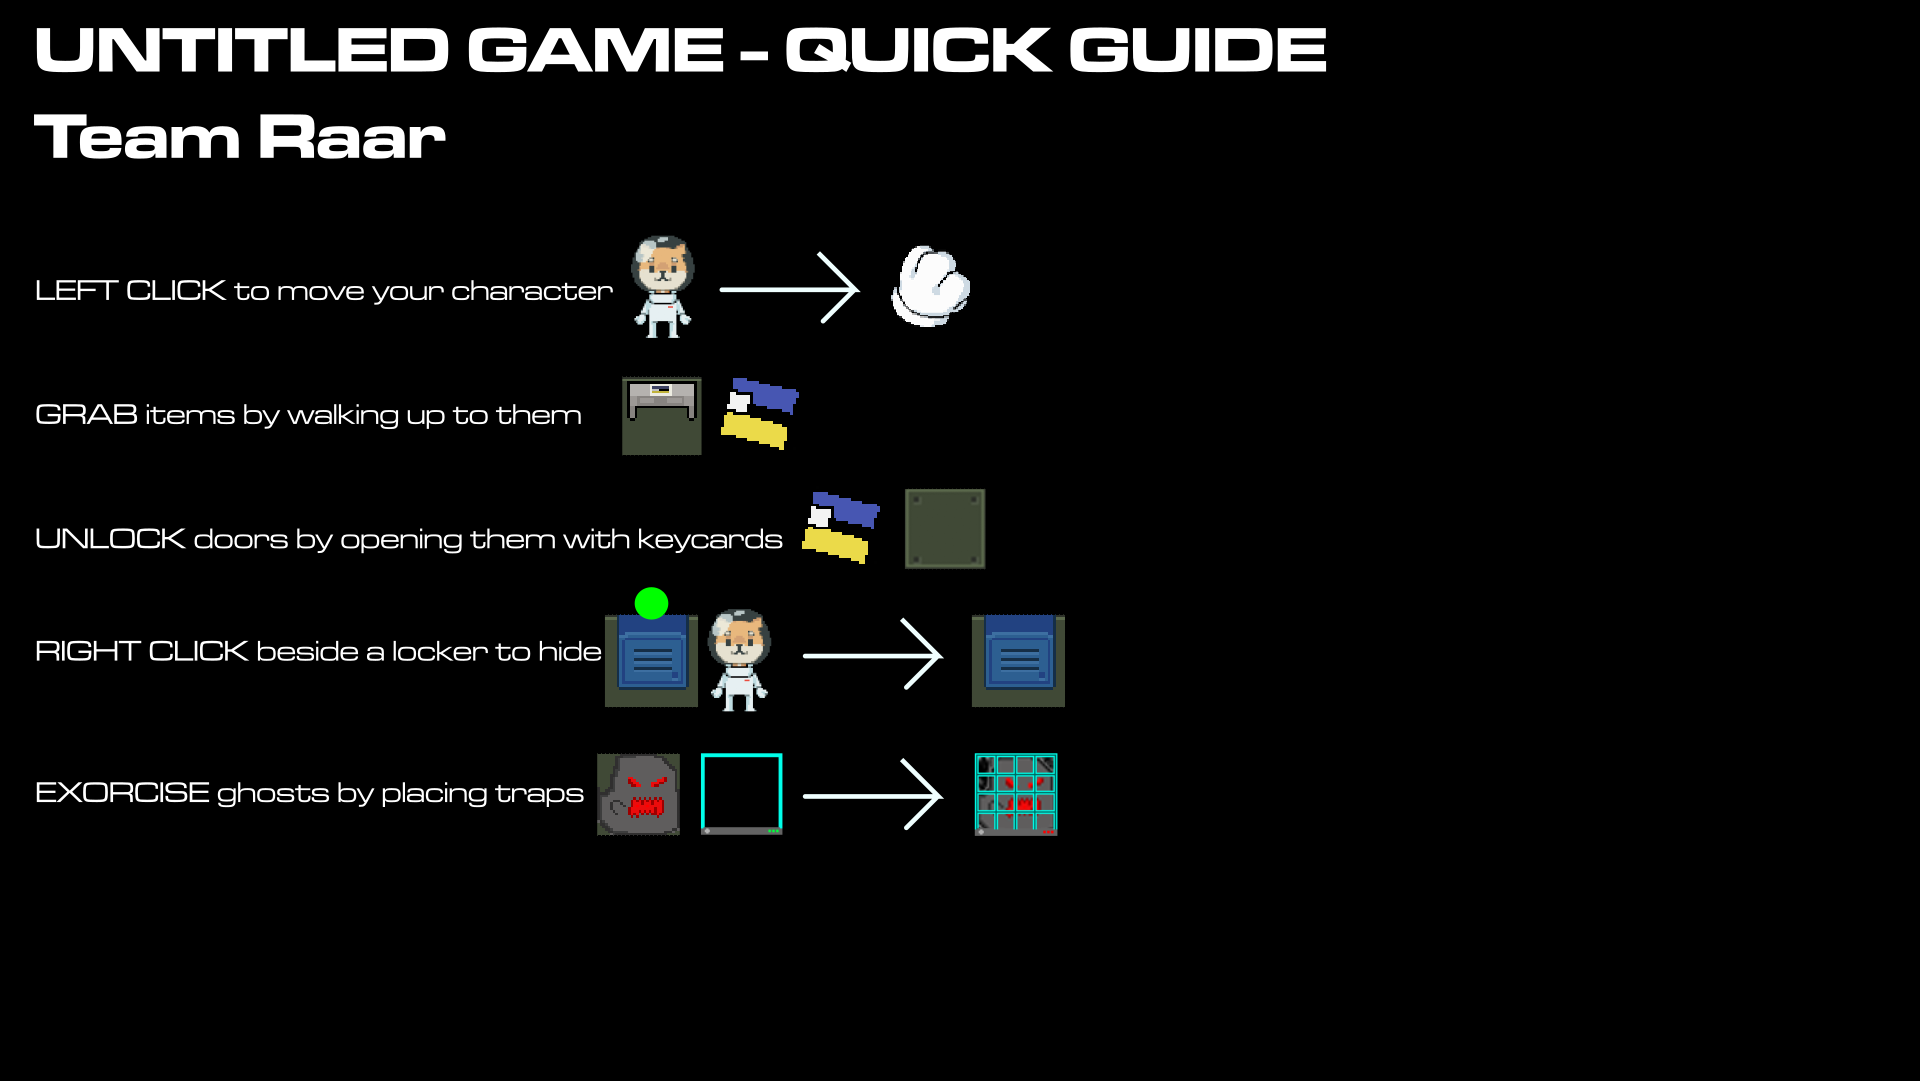 UNTITLED GAME - QUICK GUIDE
Team Raar
LEFT CLICK to move your character
GRAB items by walking up to them
UNLOCK doors by opening them with keycards
RIGHT CLICK beside a locker to hide
EXORCISE ghosts by placing traps